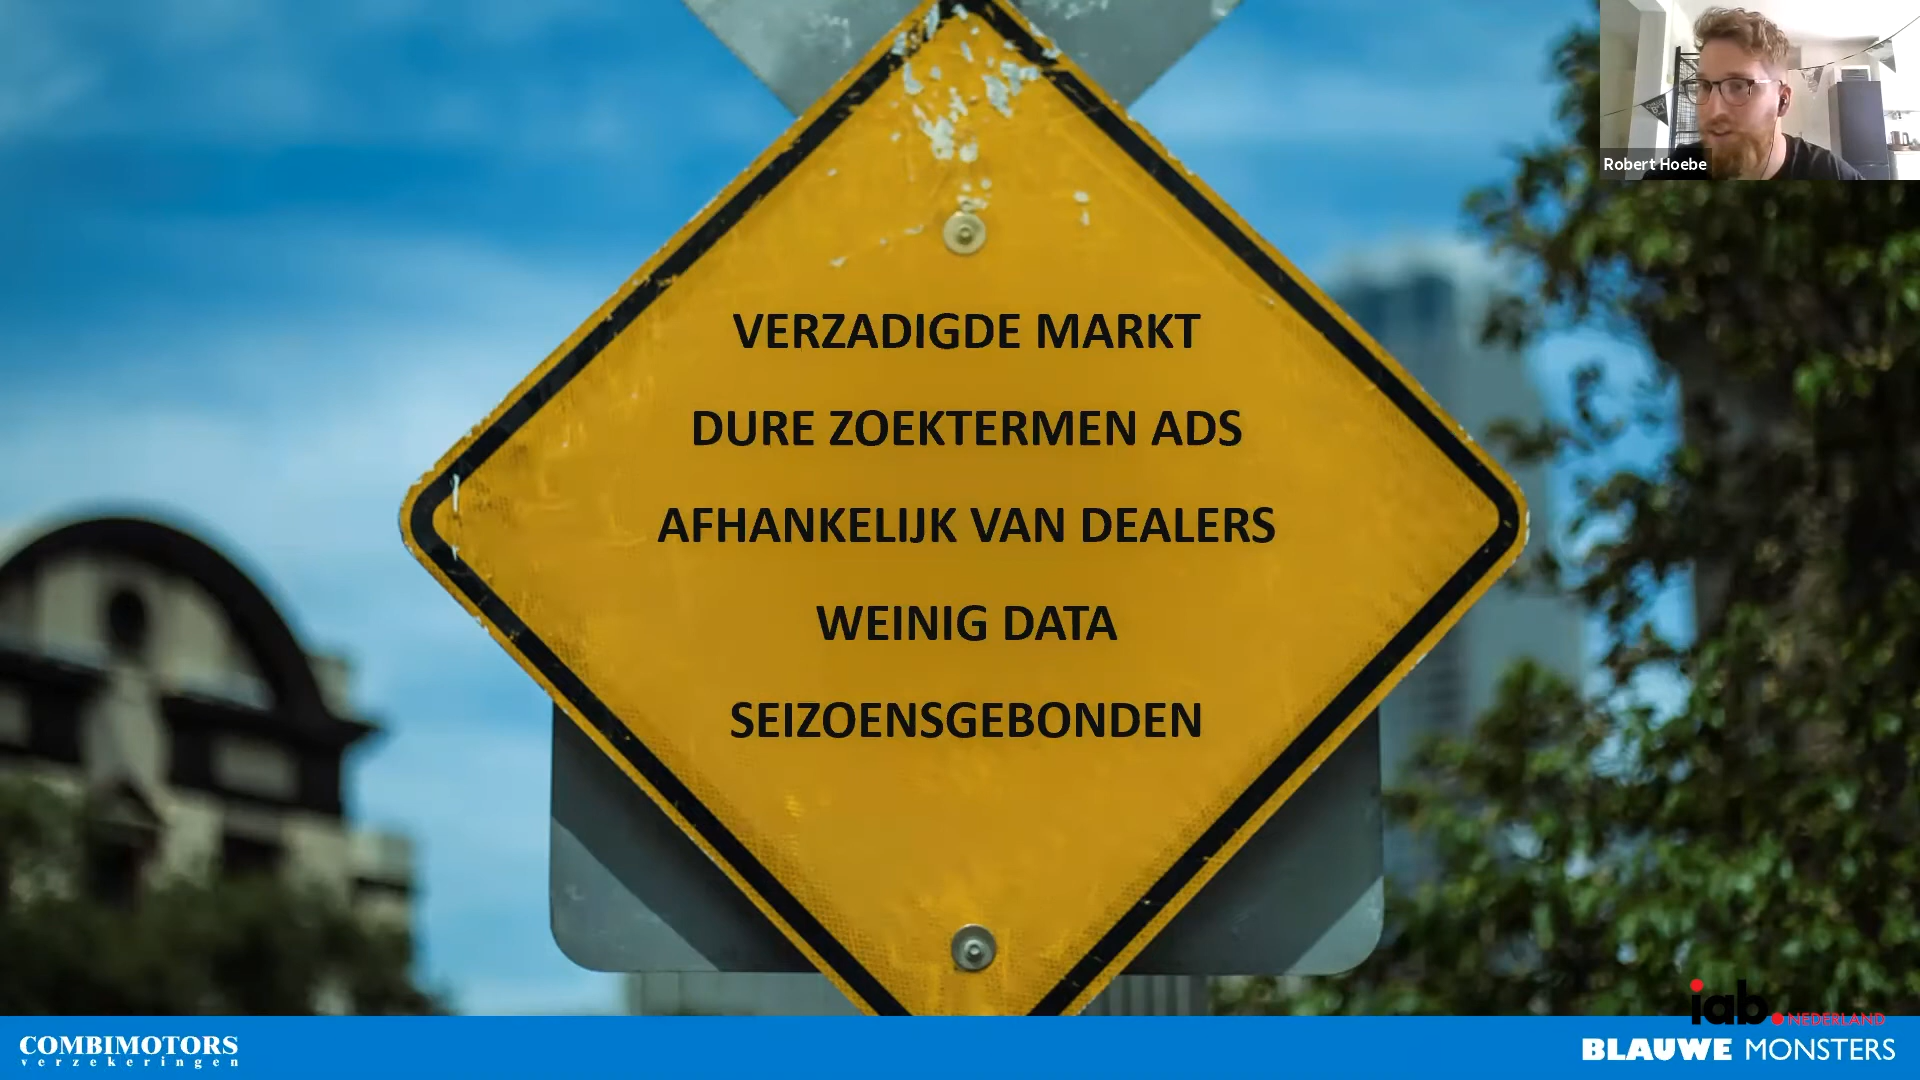 Robert Hoebe
VERZADIGDE MARKT
DURE ZOEKTERMEN ADS
AFHANKELIJK VAN DEALERS
WEINIG DATA
SEIZOENSGEBONDEN
iab.NEDERLAND
COMBIMOTORS
verzekeringen
BLAUWE MONSTERS